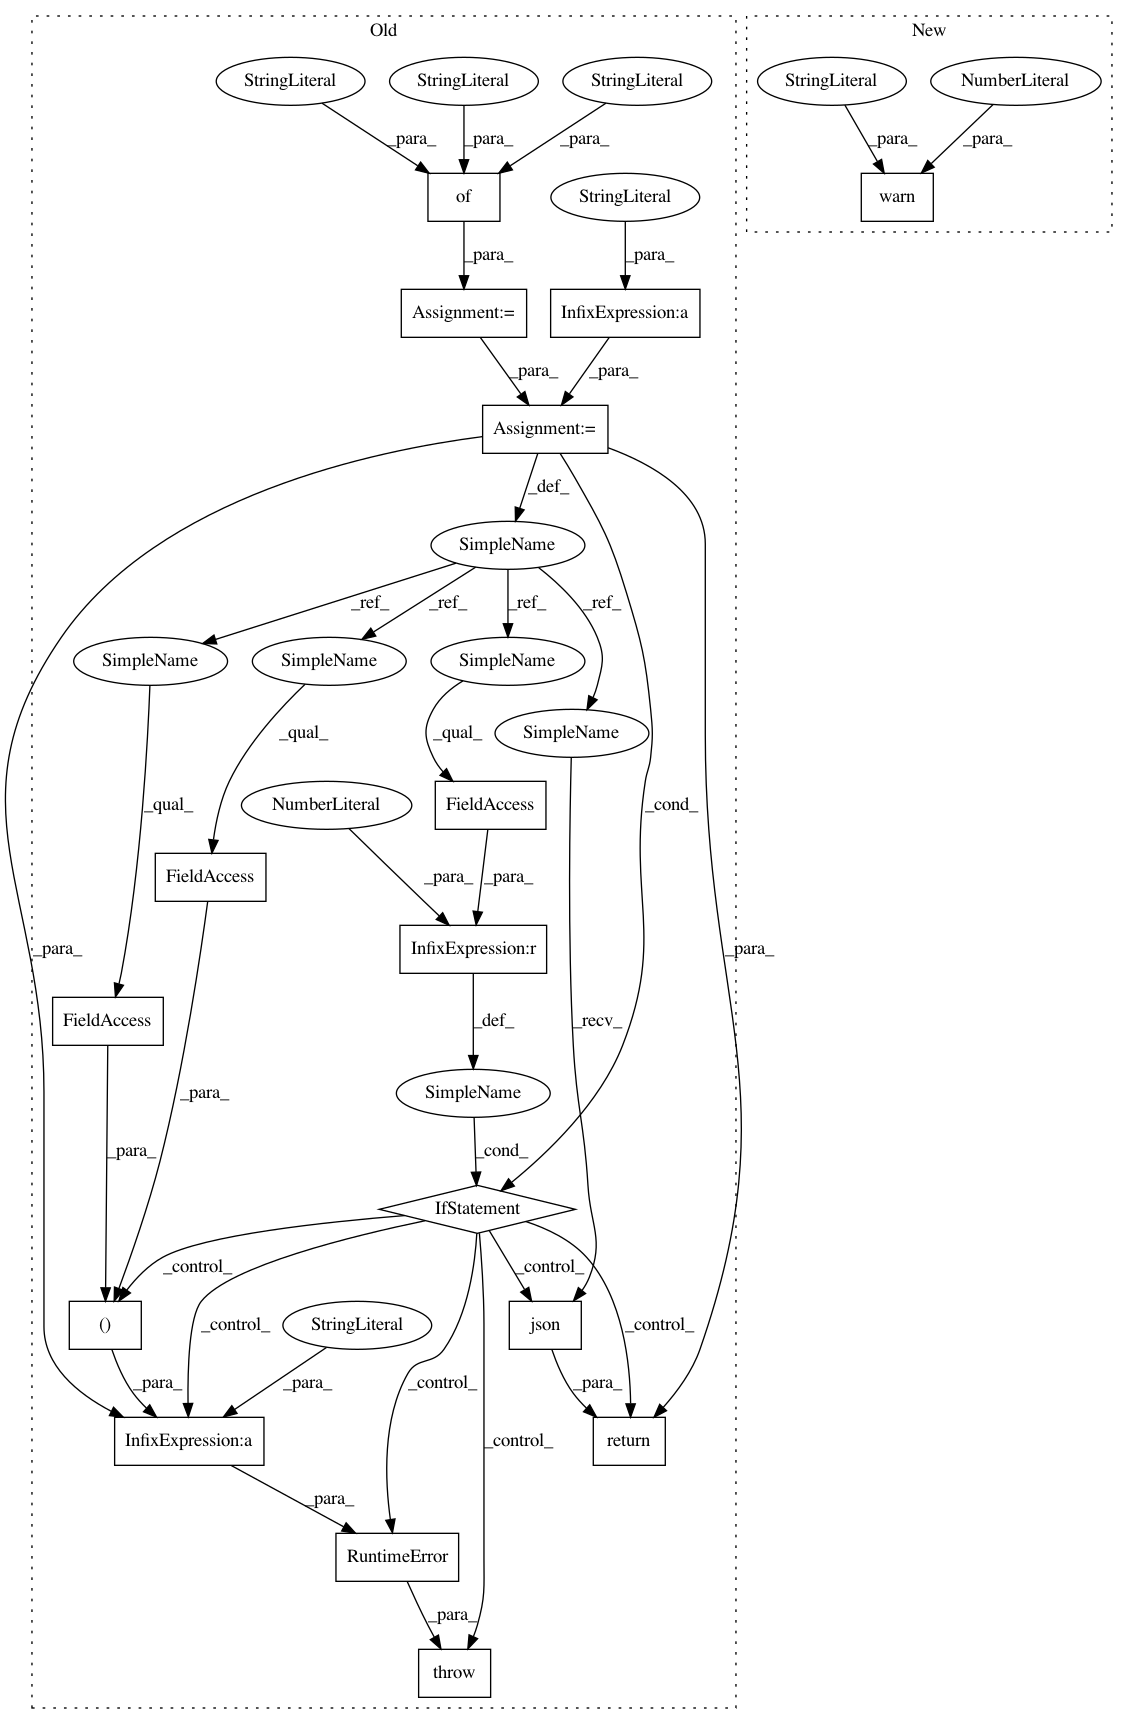 Old
New
StringLiteral
StringLiteral
StringLiteral
StringLiteral
NumberLiteral
_para_
_para_
_para_
_para_
_para_
of
StringLiteral
warn
_para_
_para_
Assignment:=
InfixExpression:a
_para_
_para_
Assignment:=
_def_
SimpleName
_ref_
_ref_
_ref_
_ref_
SimpleName
SimpleName
SimpleName
SimpleName
_qual_
_qual_
_qual_
NumberLiteral
FieldAccess
_cond_
FieldAccess
_para_
_para_
_para_
InfixExpression:r
_para_
FieldAccess
_def_
_recv_
_para_
SimpleName
_para_
_cond_
IfStatement
_control_
_control_
()
_control_
StringLiteral
json
_control_
_para_
_para_
_control_
_para_
InfixExpression:a
_control_
return
_para_
RuntimeError
_para_
throw